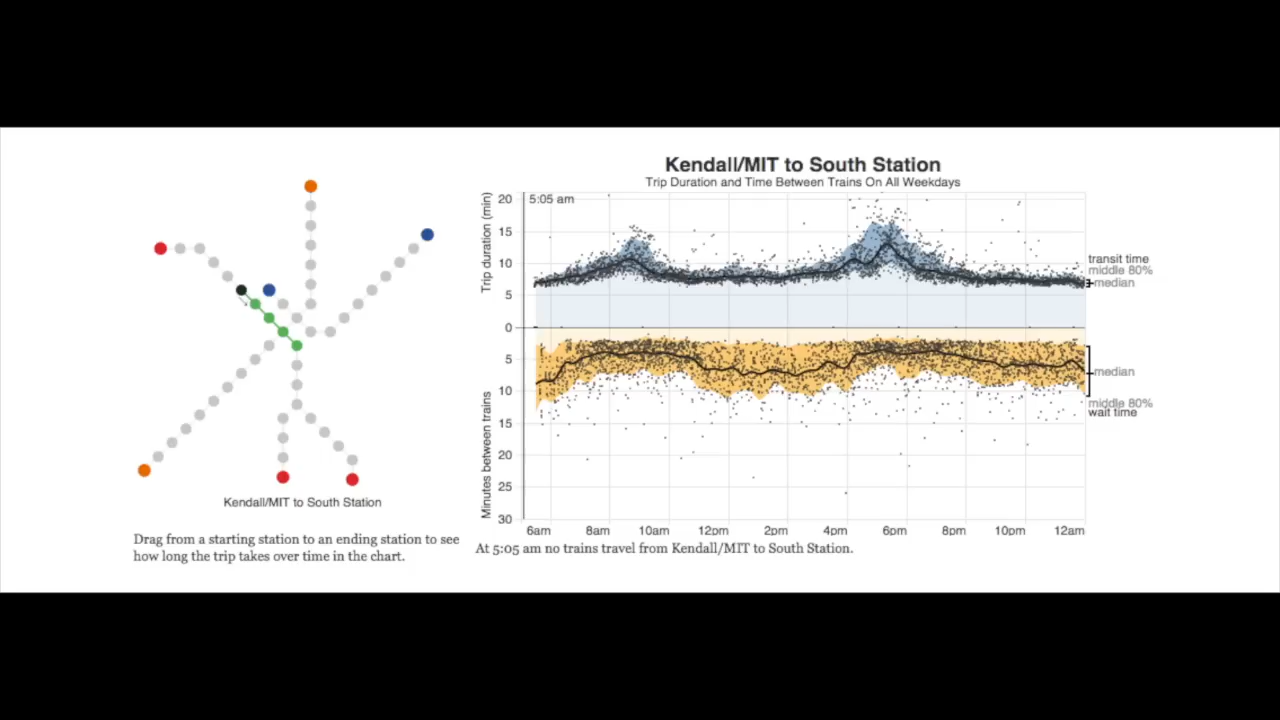 Kendall/MIT to South Station
Trip Duration and Time Between Trains On All Weekdays
5:05 am
Trip duration (min)
20
15
10
5
0
5
10
15
20
25
30
Minutes between trains
transit time
middle 80%
median
median
middle 80%
wait time
6am 8am 10am 12pm 2pm 4pm 6pm 8pm 10pm 12am
At 5:05 am no trains travel from Kendall/MIT to South Station.
Kendall/MIT to South Station
Drag from a starting station to an ending station to see
how long the trip takes over time in the chart.